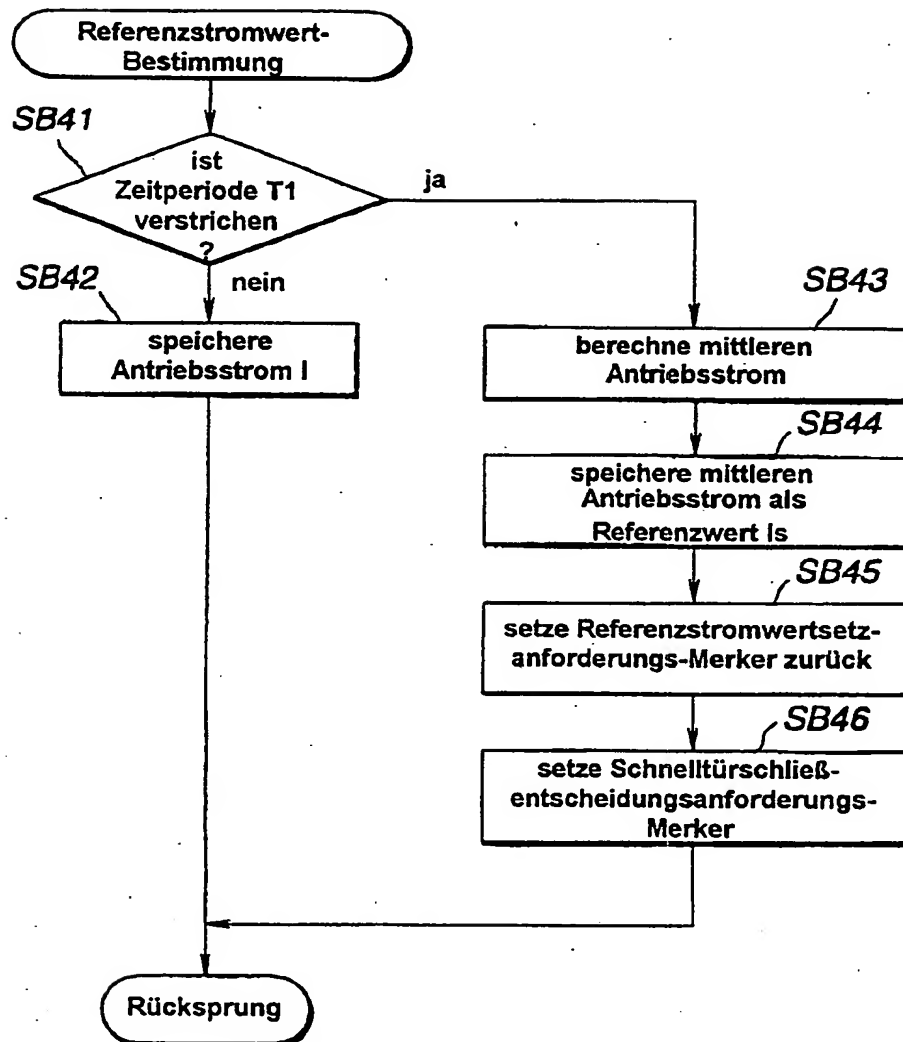 Referenzstromwert-
Bestimmung
SB41
ist
Zeitperiode T1
verstrichen
?
ja
nein
SB42
speichere
Antriebsstrom I
SB43
berechne mittleren
Antriebsstrom
SB44
speichere mittleren
Antriebsstrom als
Referenzwert Is
SB45
setze Referenzstromwertsetz-
anforderungs-Merker zurück
SB46
setze Schnelltürschließ-
entscheidungsanforderungs-
Merker
Rücksprung